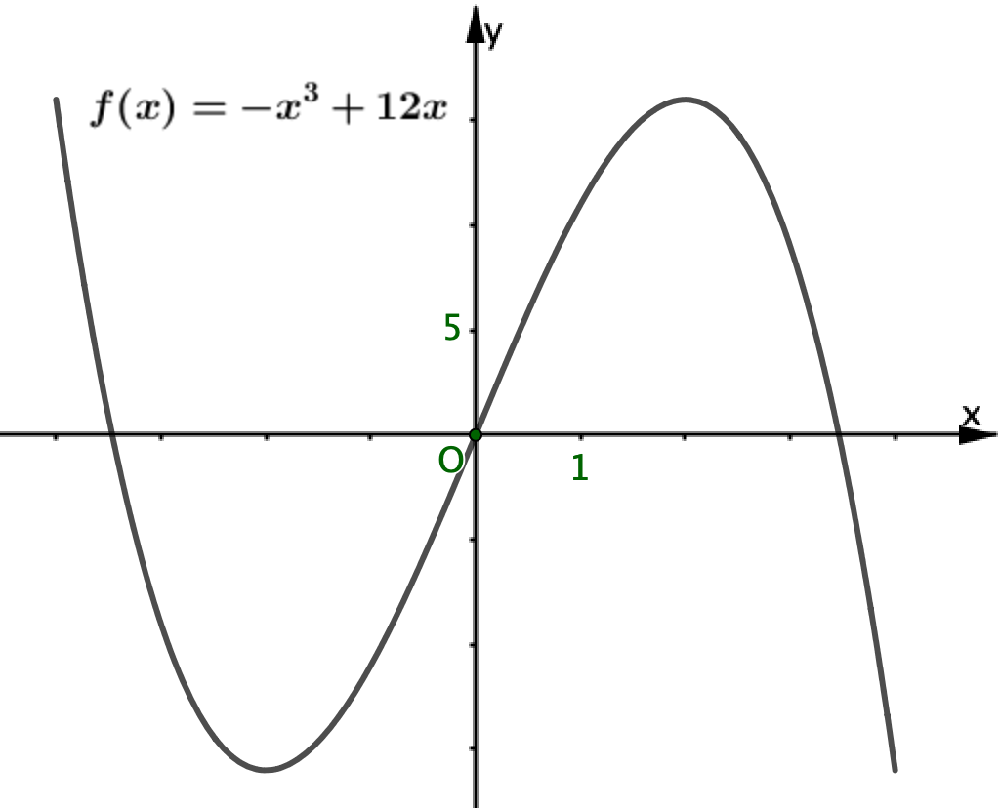 y
f(x) = −x³ + 12x
5
x
O
1